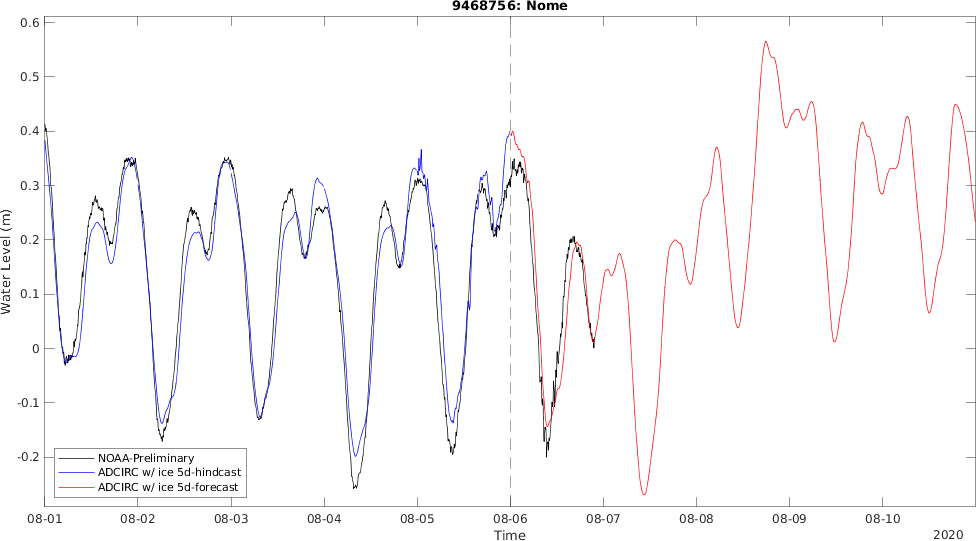 9468756: Nome
0.6
0.5
0.4
0.3
0.2
0.1
0
-0.1
-0.2
Water Level (m)
NOAA-Preliminary
ADCIRC w/ ice 5d-hindcast
ADCIRC w/ ice 5d-forecast
08-01 08-02 08-03 08-04 08-05 08-06 08-07 08-08 08-09 08-10
Time
2020